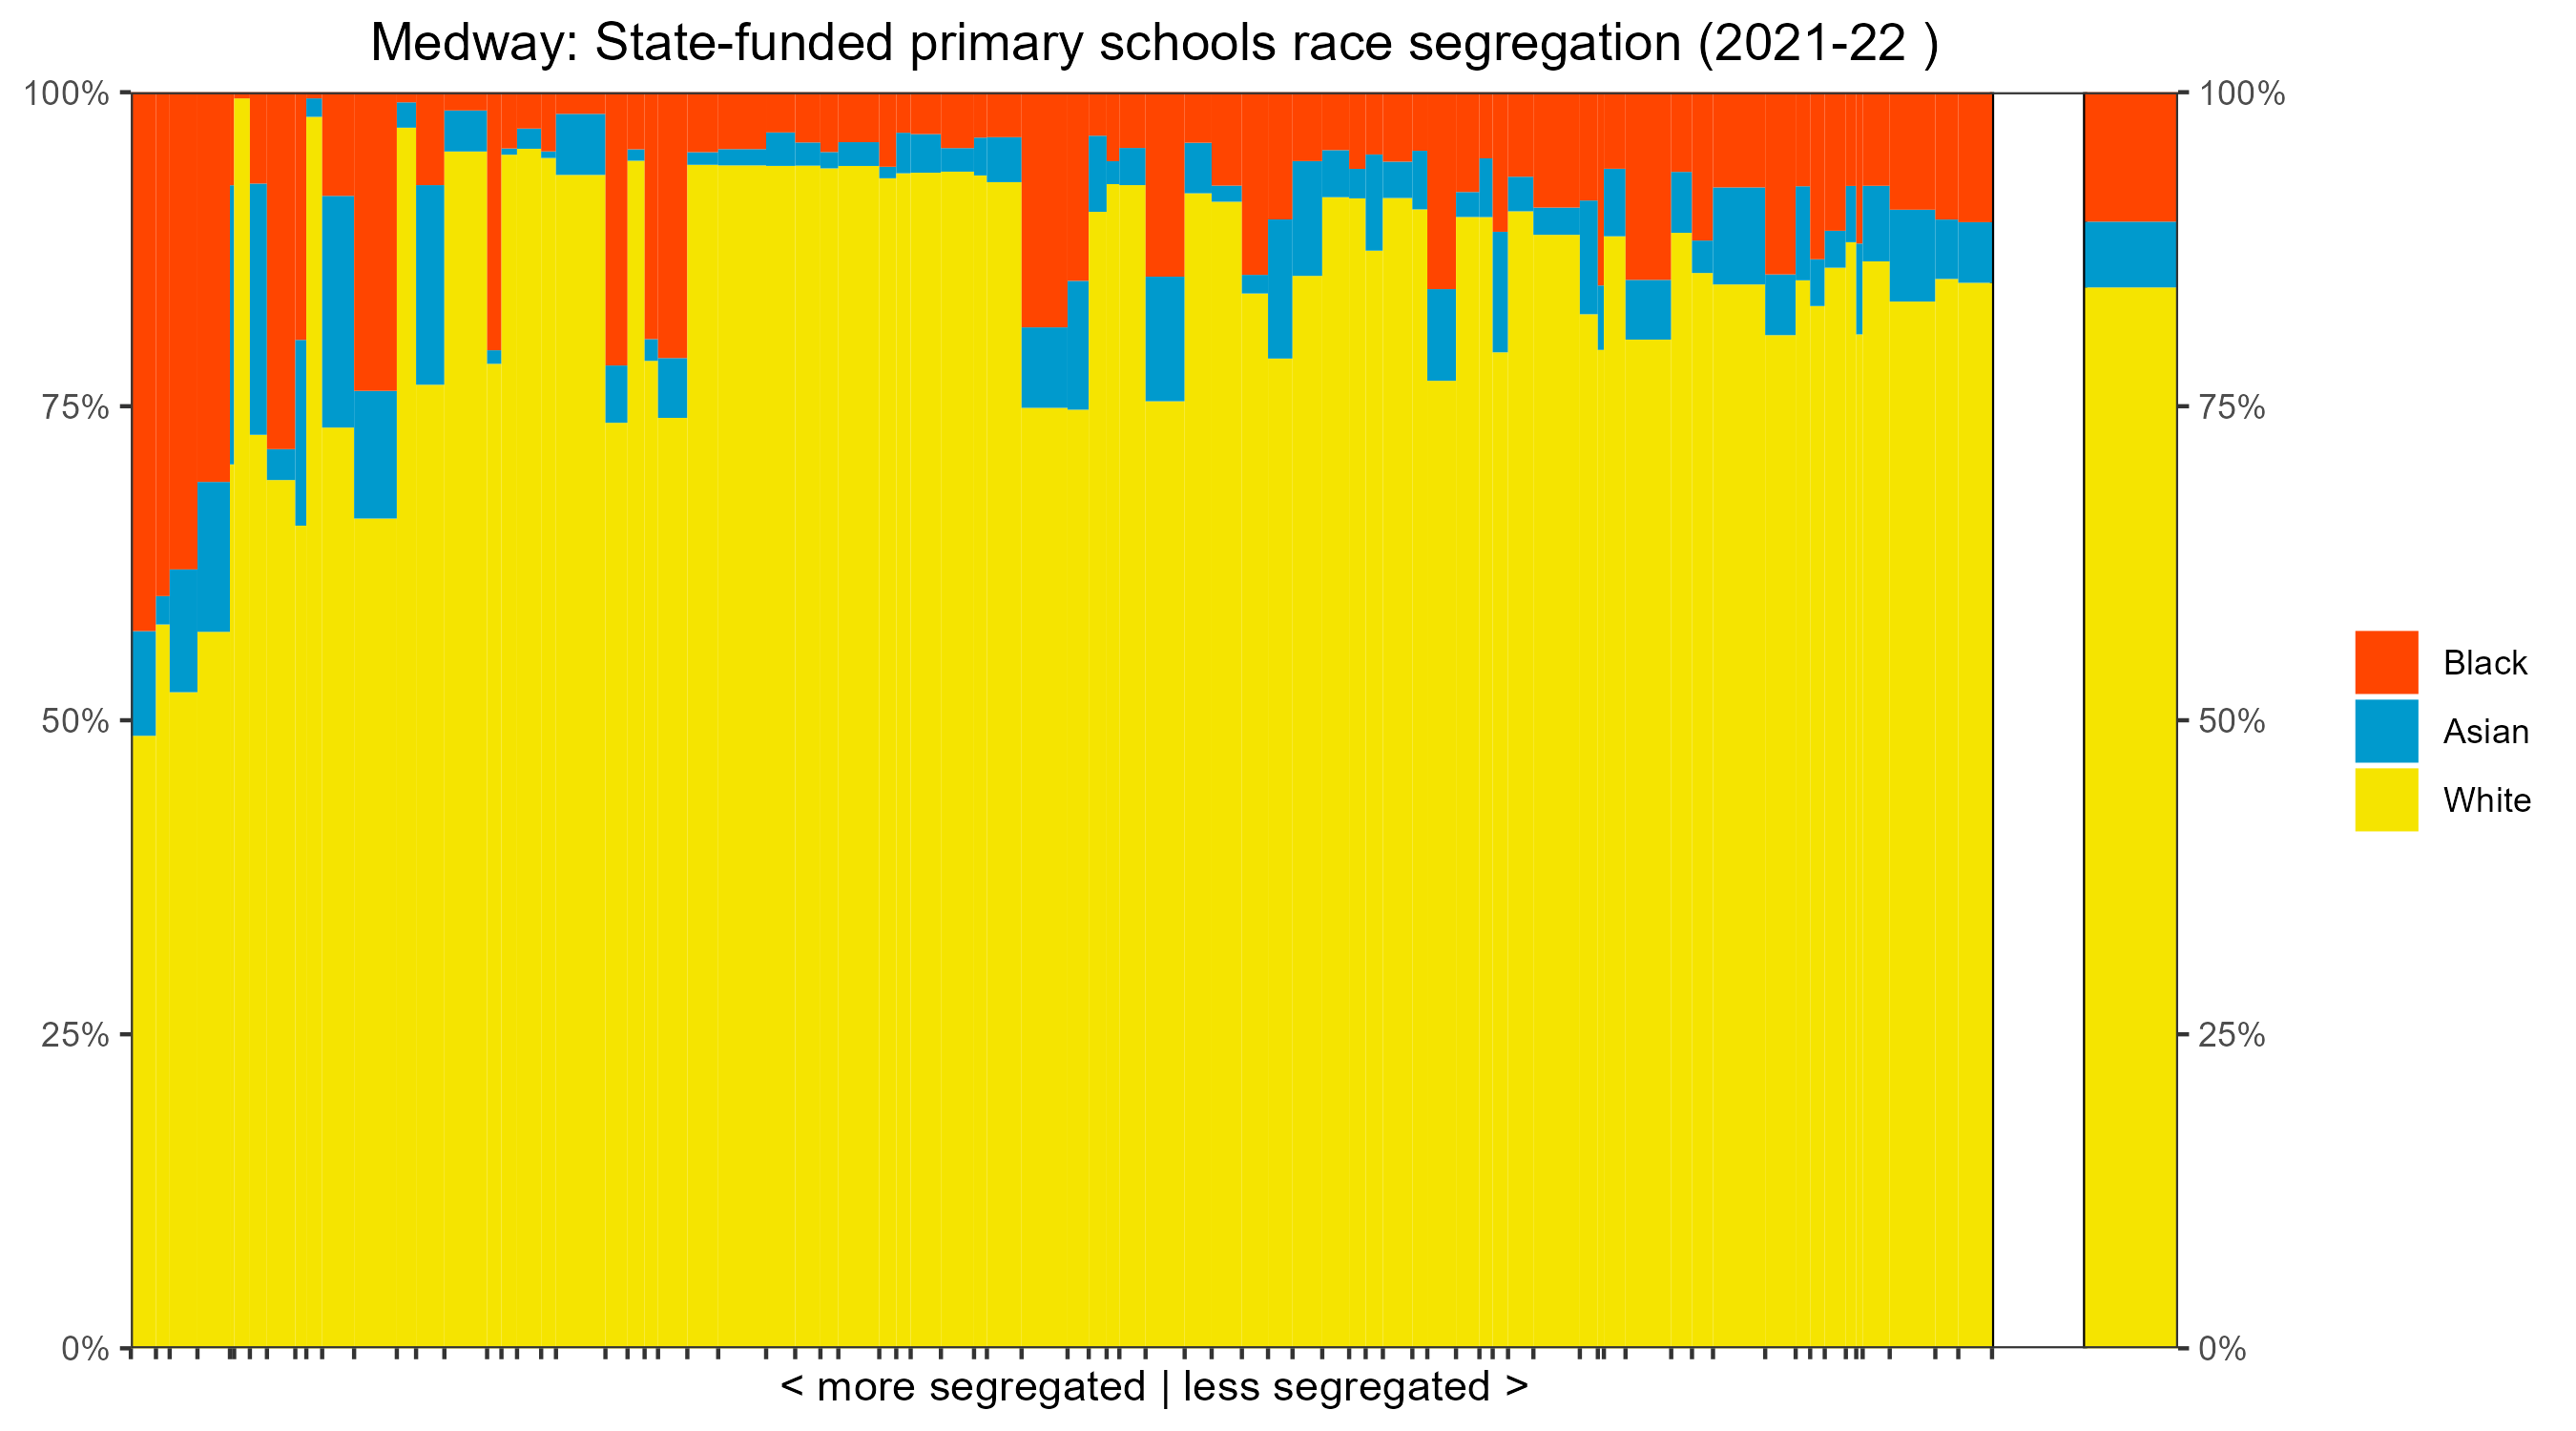 Medway: State-funded primary schools race segregation (2021-22 )
100%
75%
50%
25%
0%
100%
75%
50%
25%
0%
Black
Asian
White
< more segregated | less segregated >